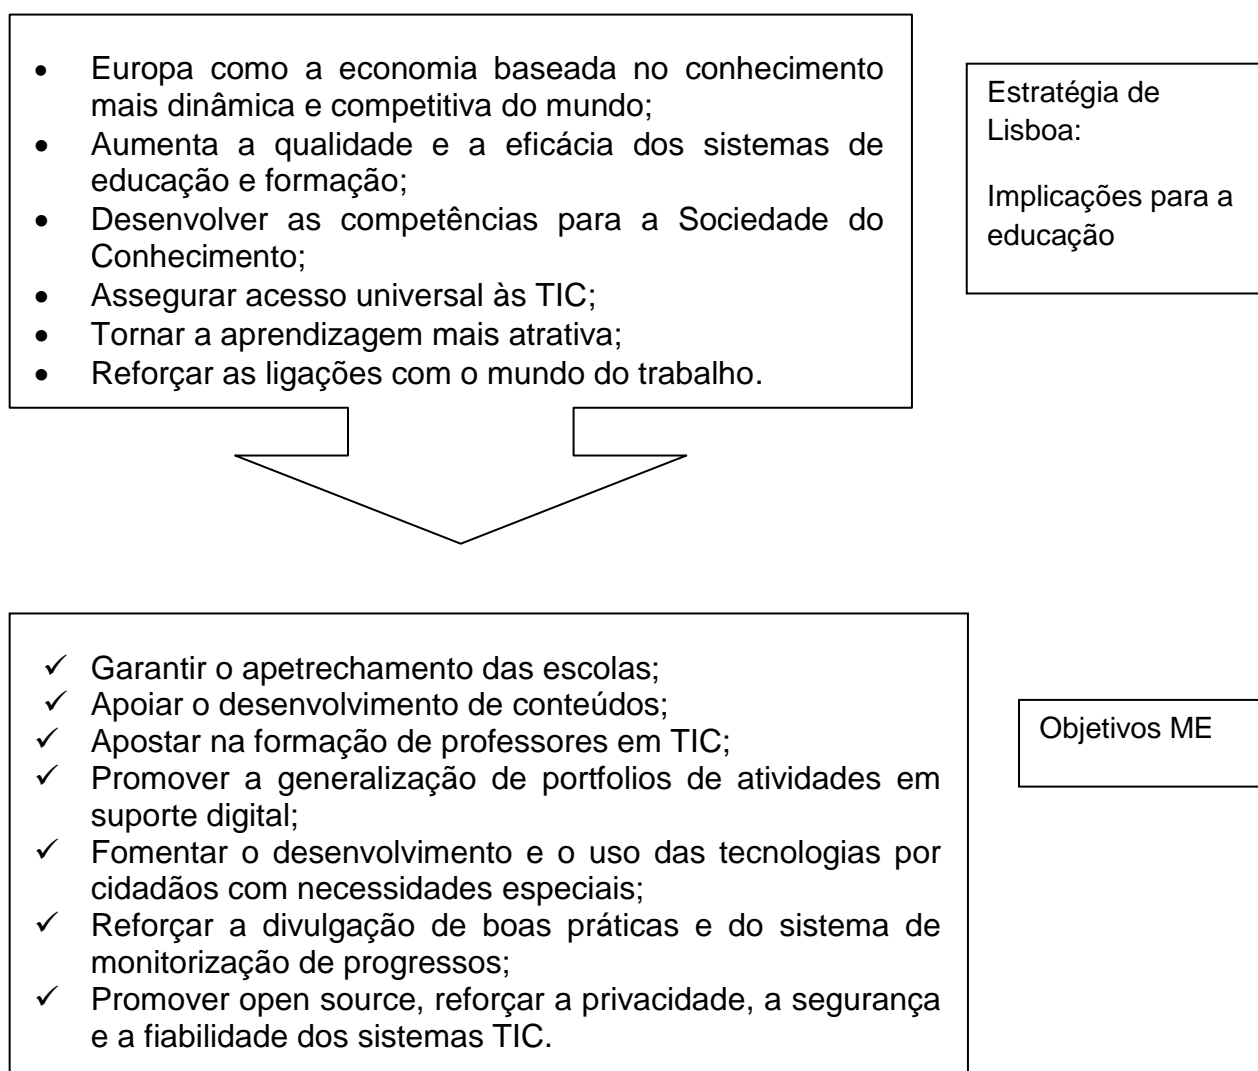 • Europa como a economia baseada no conhecimento
mais dinâmica e competitiva do mundo;
• Aumenta a qualidade e a eficácia dos sistemas de
educação e formação;
• Desenvolver as competências para a Sociedade do
Conhecimento;
• Assegurar acesso universal às TIC;
• Tornar a aprendizagem mais atrativa;
• Reforçar as ligações com o mundo do trabalho.
Estratégia de
Lisboa:
Implicações para a
educação
✓ Garantir o apetrechamento das escolas;
✓ Apoiar o desenvolvimento de conteúdos;
✓ Apostar na formação de professores em TIC;
✓ Promover a generalização de portfolios de atividades em
suporte digital;
✓ Fomentar o desenvolvimento e o uso das tecnologias por
cidadãos com necessidades especiais;
✓ Reforçar a divulgação de boas práticas e do sistema de
monitorização de progressos;
✓ Promover open source, reforçar a privacidade, a segurança
e a fiabilidade dos sistemas TIC.
Objetivos ME